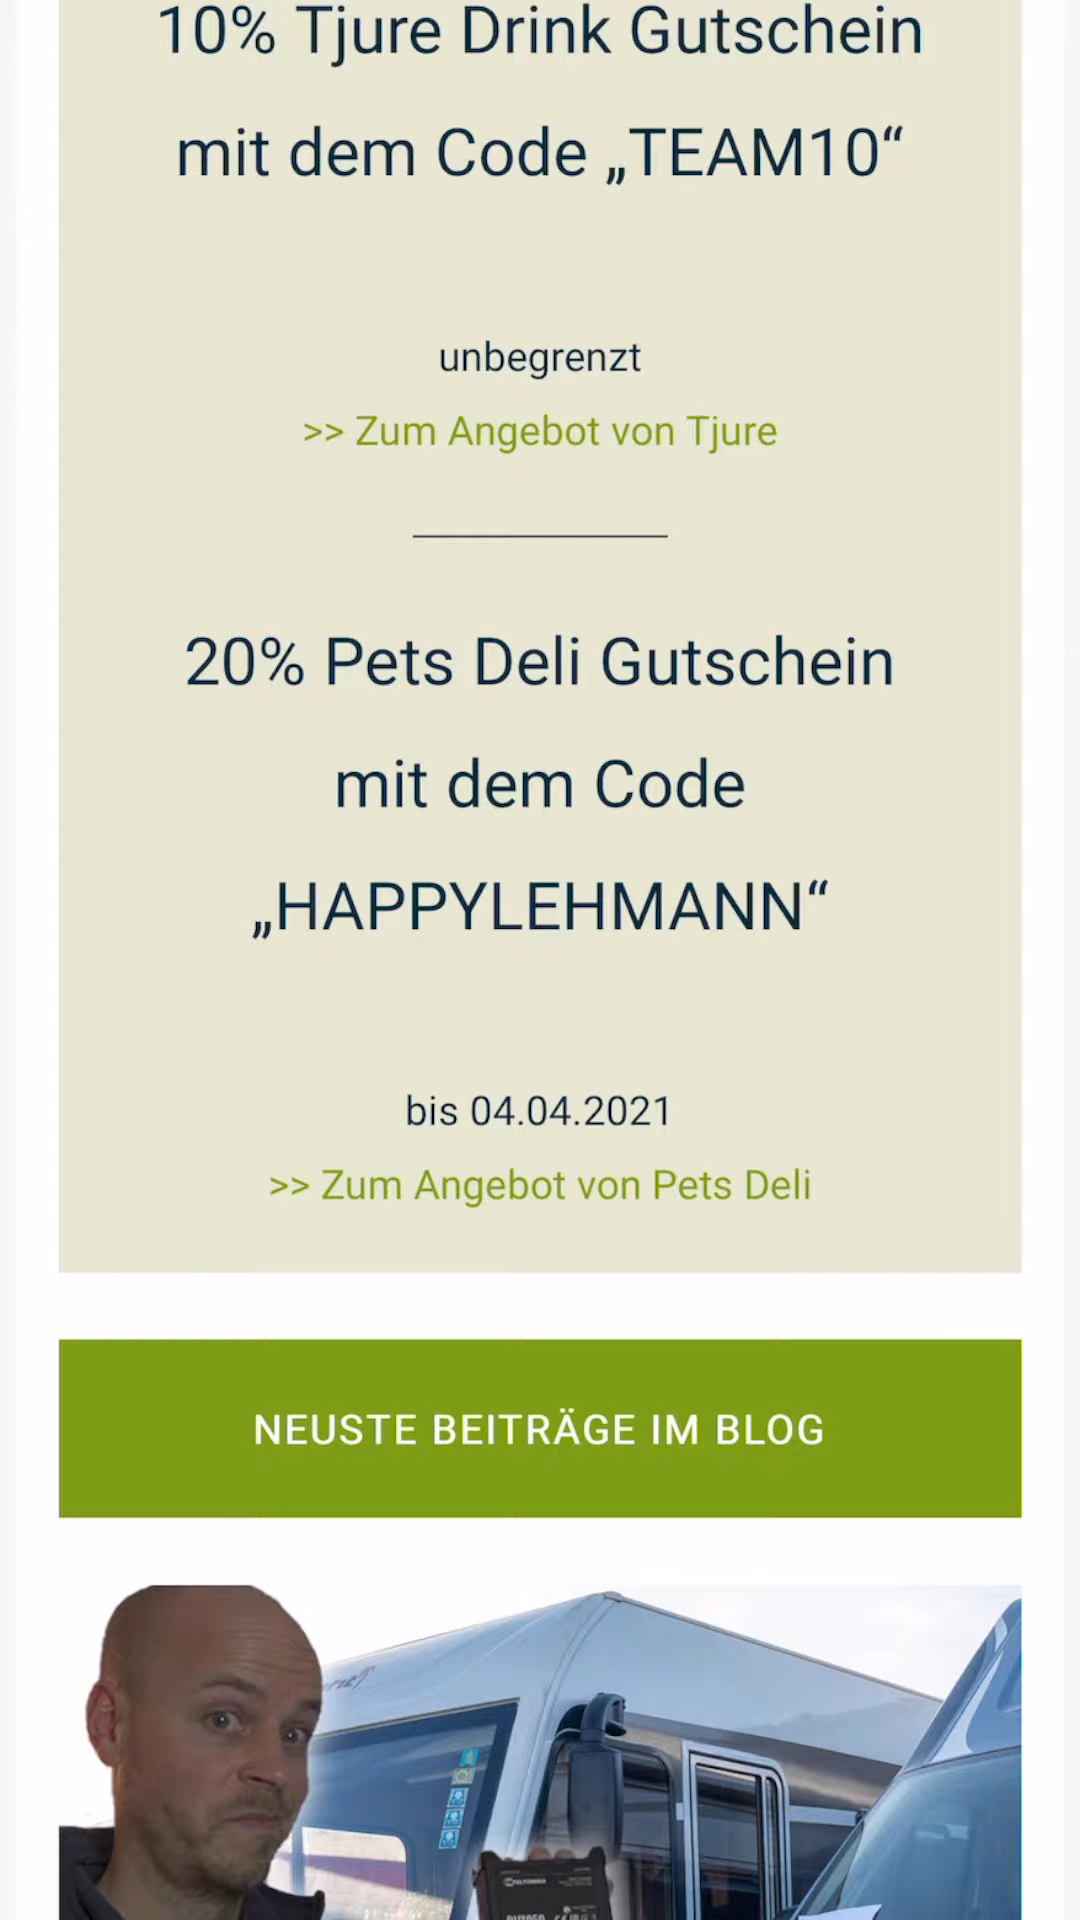 10% Tjure Drink Gutschein
mit dem Code „TEAM10“
unbegrenzt
>> Zum Angebot von Tjure
20% Pets Deli Gutschein
mit dem Code
„HAPPYLEHMANN“
bis 04.04.2021
>> Zum Angebot von Pets Deli
NEUSTE BEITRÄGE IM BLOG
TELTONIKA